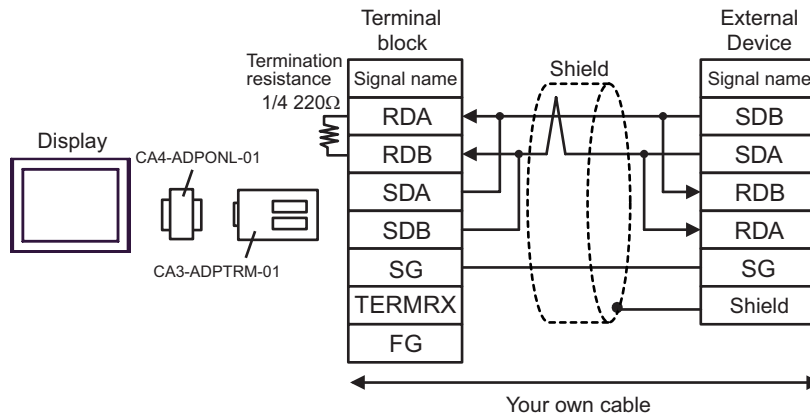 Terminal
block
External
Device
Termination
resistance
1/4 220Ω
Shield
Signal name
Signal name
Display
CA4-ADPONL-01
CA3-ADPTRM-01
RDA
SDB
RDB
SDA
SDA
RDB
SDB
RDA
SG
SG
TERMRX
Shield
FG
Your own cable